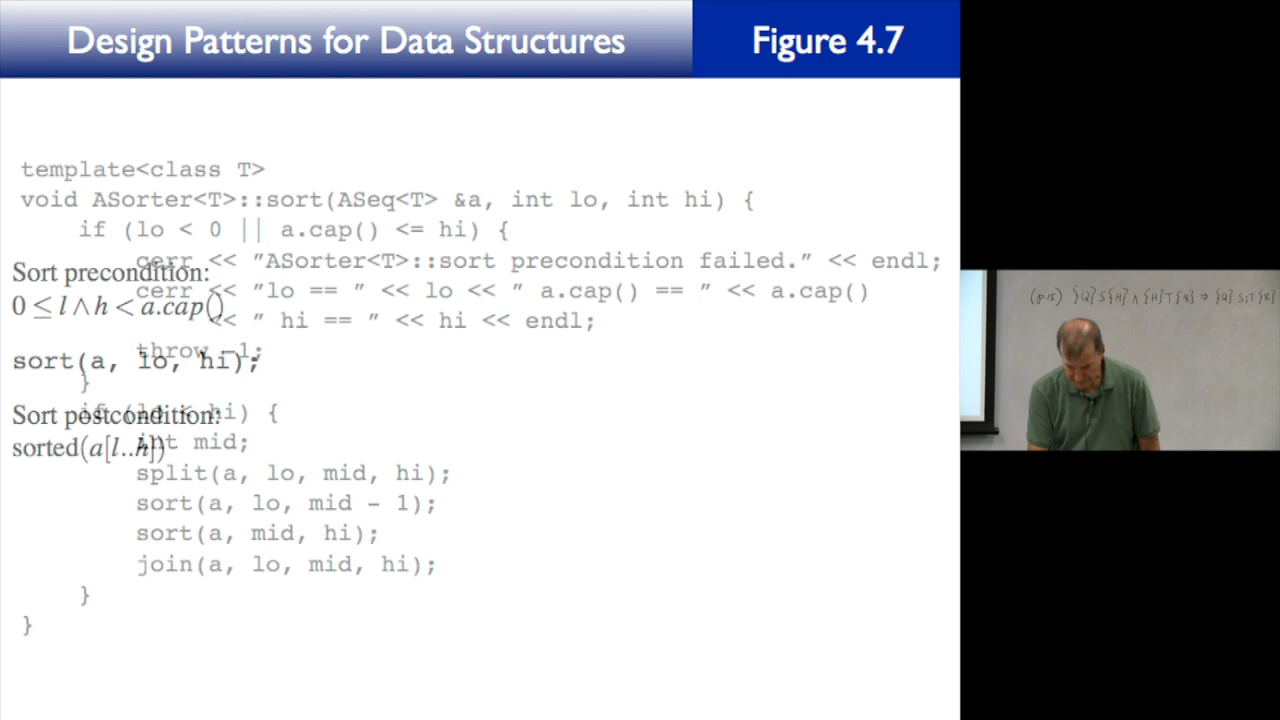 Design Patterns for Data Structures
Figure 4.7
template<class T>
void ASorter<T>::sort(ASeq<T> &a, int lo, int hi) {
if (lo < 0 || a.cap() <= hi) {
cerr << "ASorter<T>::sort precondition failed." << endl;
cerr << "lo == " << lo << " a.cap() == " << a.cap()
<< " hi == " << hi << endl;
throw -1;
}
if (lo < hi) {
int mid;
split(a, lo, mid, hi);
sort(a, lo, mid - 1);
sort(a, mid, hi);
join(a, lo, mid, hi);
}
}
Sort precondition:
0 ≤ l ∧ h < a.cap()
sort(a, lo, hi);
Sort postcondition:
sorted(a[l..h])
{Q} S {H} ∧ {H} T {R} ⇒ {Q} S;T {R}